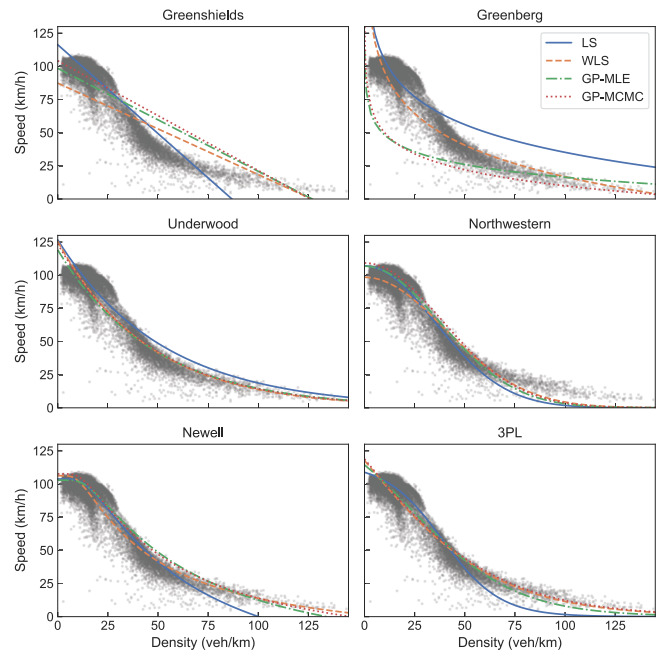 Greenshields
Greenberg
125
100
75
50
25
0
Speed (km/h)
LS
WLS
GP-MLE
GP-MCMC
Underwood
Northwestern
125
100
75
50
25
0
Speed (km/h)
Newell
3PL
125
100
75
50
25
0
Speed (km/h)
0 25 50 75 100 125
Density (veh/km)
0 25 50 75 100 125
Density (veh/km)